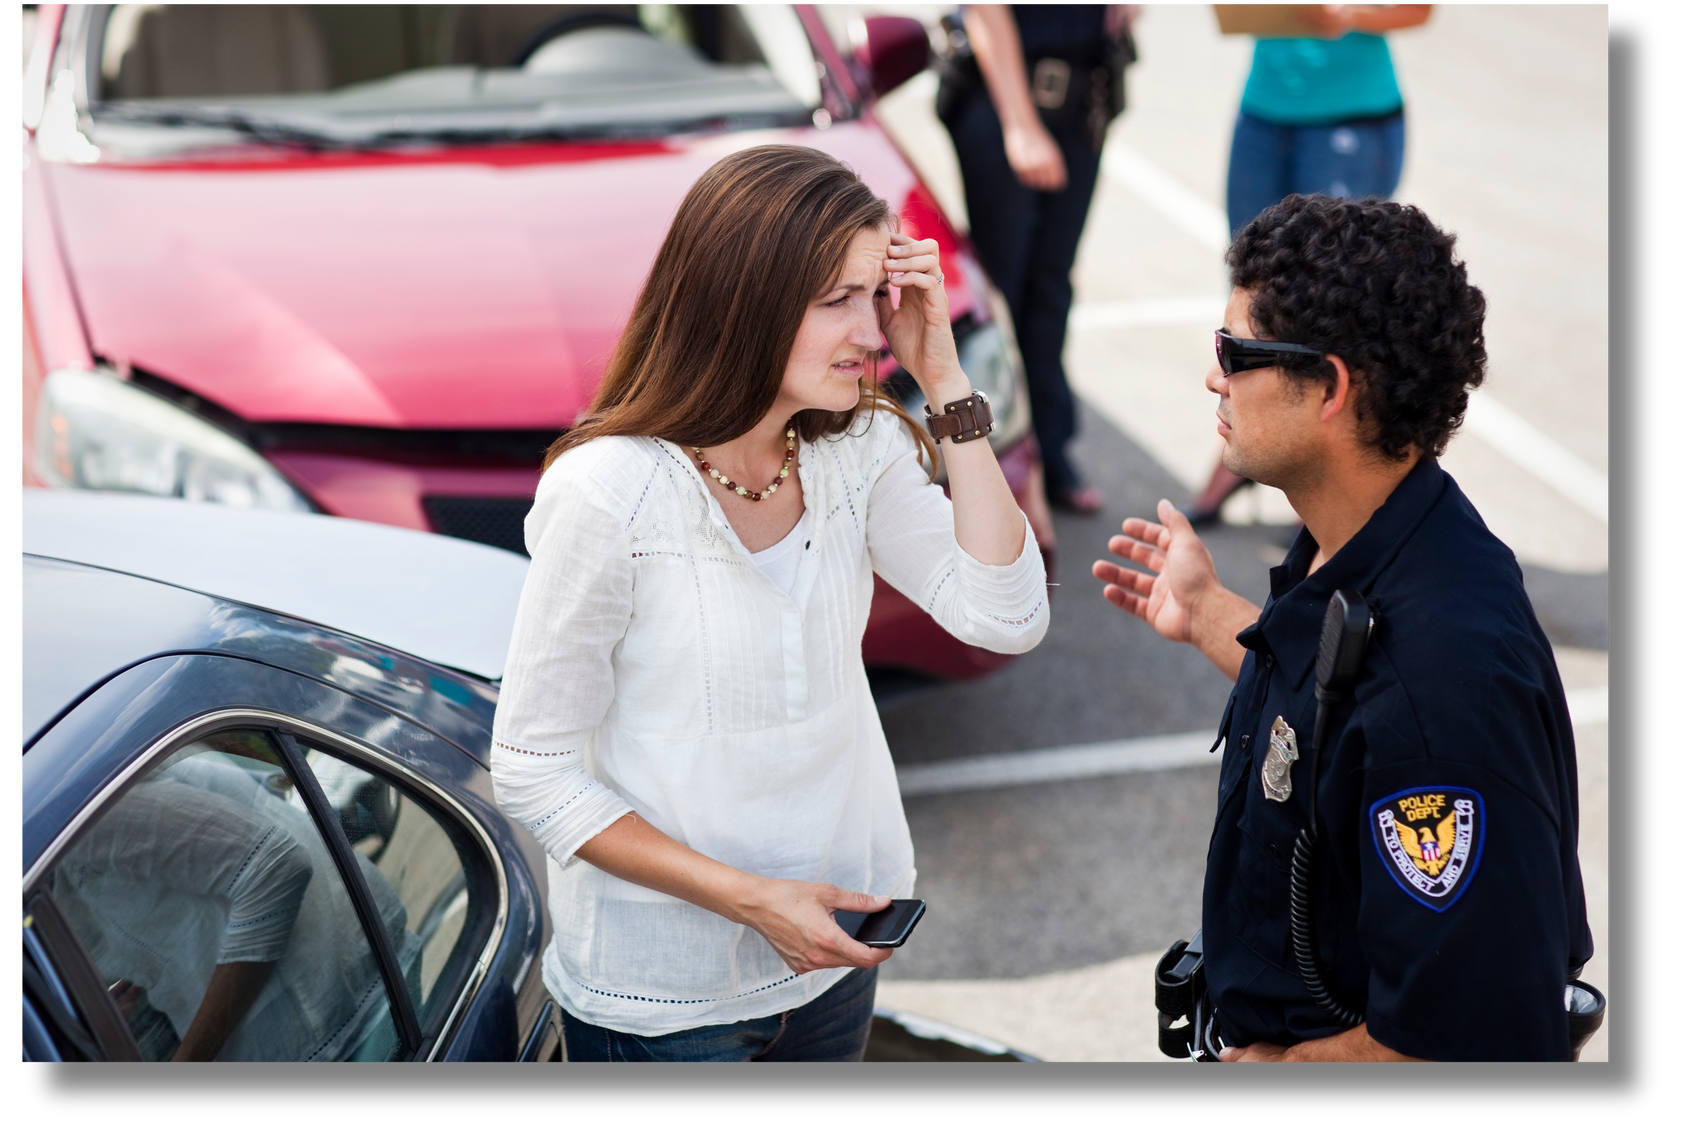 POLICE
DEPT.
TO PROTECT AND SERVE